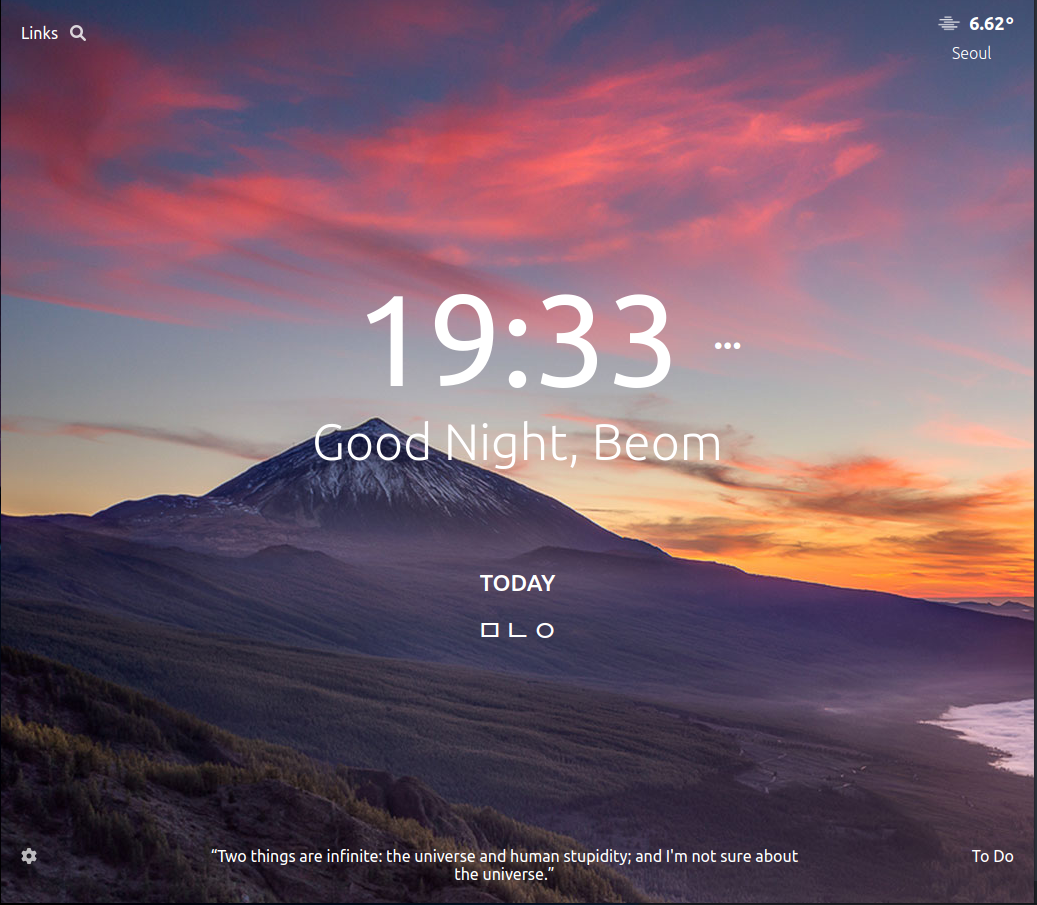 Links
6.62°
Seoul
19:33
Good Night, Beom
TODAY
ㅁㄴㅇ
“Two things are infinite: the universe and human stupidity; and I'm not sure about
the universe.”
To Do